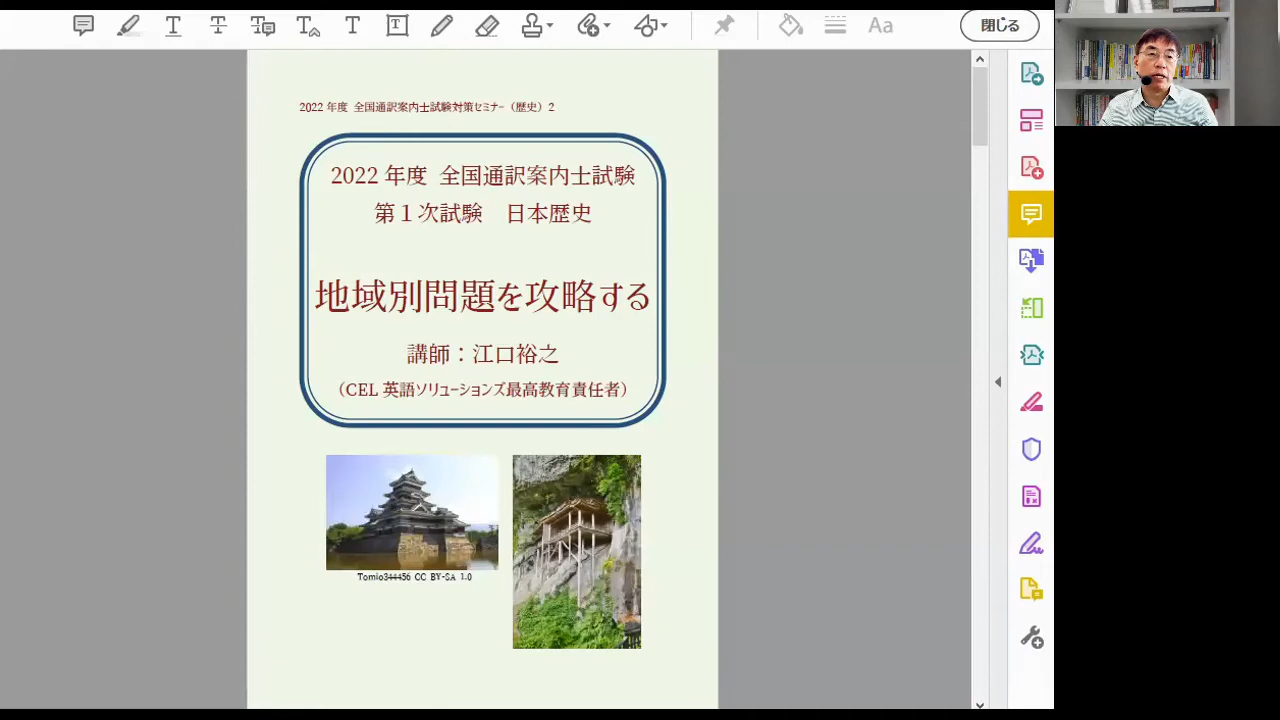 閉じる
2022 年度 全国通訳案内士試験対策セミナー（歴史）2
2022 年度 全国通訳案内士試験
第１次試験　日本歴史
地域別問題を攻略する
講師：江口裕之
（CEL 英語ソリューションズ最高教育責任者）
Tomio344456 CC BY-SA 1.0